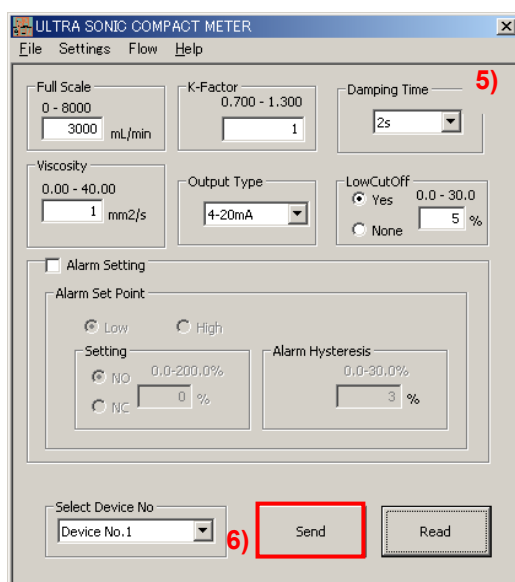 ULTRA SONIC COMPACT METER
File Settings Flow Help
5)
Full Scale
0 - 8000
3000 mL/min
K-Factor
0.700 - 1.300
1
Damping Time
2s
Viscosity
0.00 - 40.00
1 mm2/s
Output Type
4-20mA
LowCutOff
Yes 0.0 - 30.0
5 %
None
Alarm Setting
Alarm Set Point
Low High
Setting
NO 0.0-200.0%
0 %
NC
Alarm Hysteresis
0.0-30.0%
3 %
Select Device No
Device No.1
6)
Send
Read